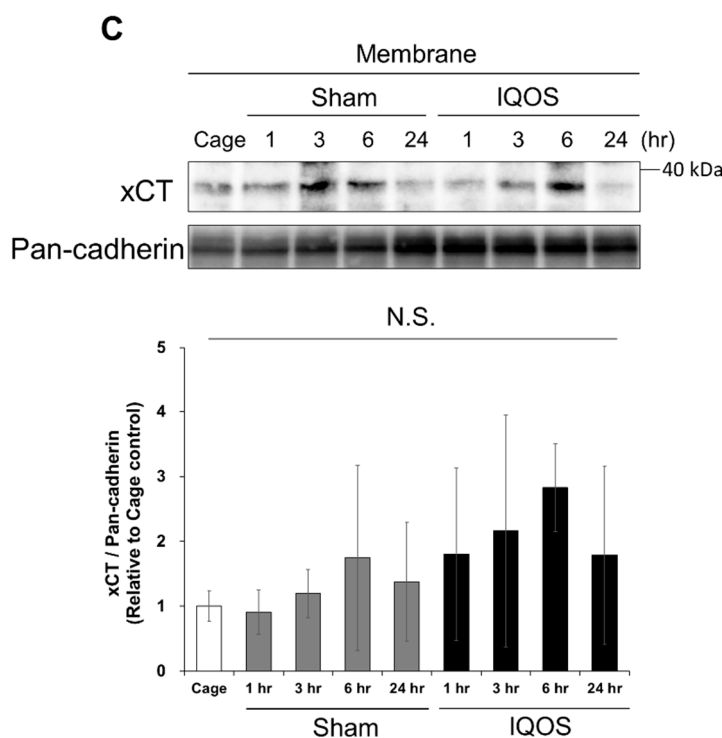 C
Membrane
Sham IQOS
Cage 1 3 6 24 1 3 6 24 (hr)
40 kDa
xCT
Pan-cadherin
N.S.
5
4
3
2
1
0
xCT / Pan-cadherin
(Relative to Cage control)
Cage 1 hr 3 hr 6 hr 24 hr 1 hr 3 hr 6 hr 24 hr
Sham IQOS